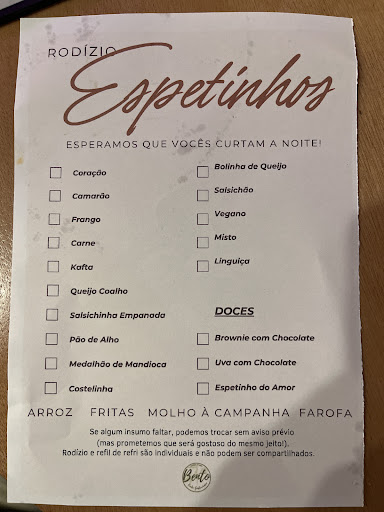 RODÍZIO
Espetinhos
ESPERAMOS QUE VOCÊS CURTAM A NOITE!
Coração
Camarão
Frango
Carne
Kafta
Queijo Coalho
Salsichinha Empanada
Pão de Alho
Medalhão de Mandioca
Costelinha
Bolinha de Queijo
Salsichão
Vegano
Misto
Linguiça
DOCES
Brownie com Chocolate
Uva com Chocolate
Espetinho do Amor
ARROZ FRITAS MOLHO À CAMPANHA FAROFA
Se algum insumo faltar, podemos trocar sem aviso prévio
(mas prometemos que será gostoso do mesmo jeito!).
Rodízio e refil de refri são individuais e não podem ser compartilhados.
Bento